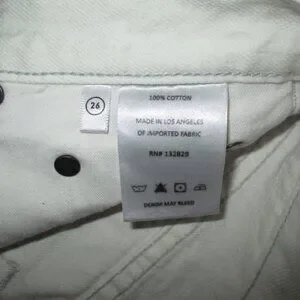 26
100% COTTON
MADE IN LOS ANGELES
OF IMPORTED FABRIC
RN# 132829
DENIM MAY BLEED